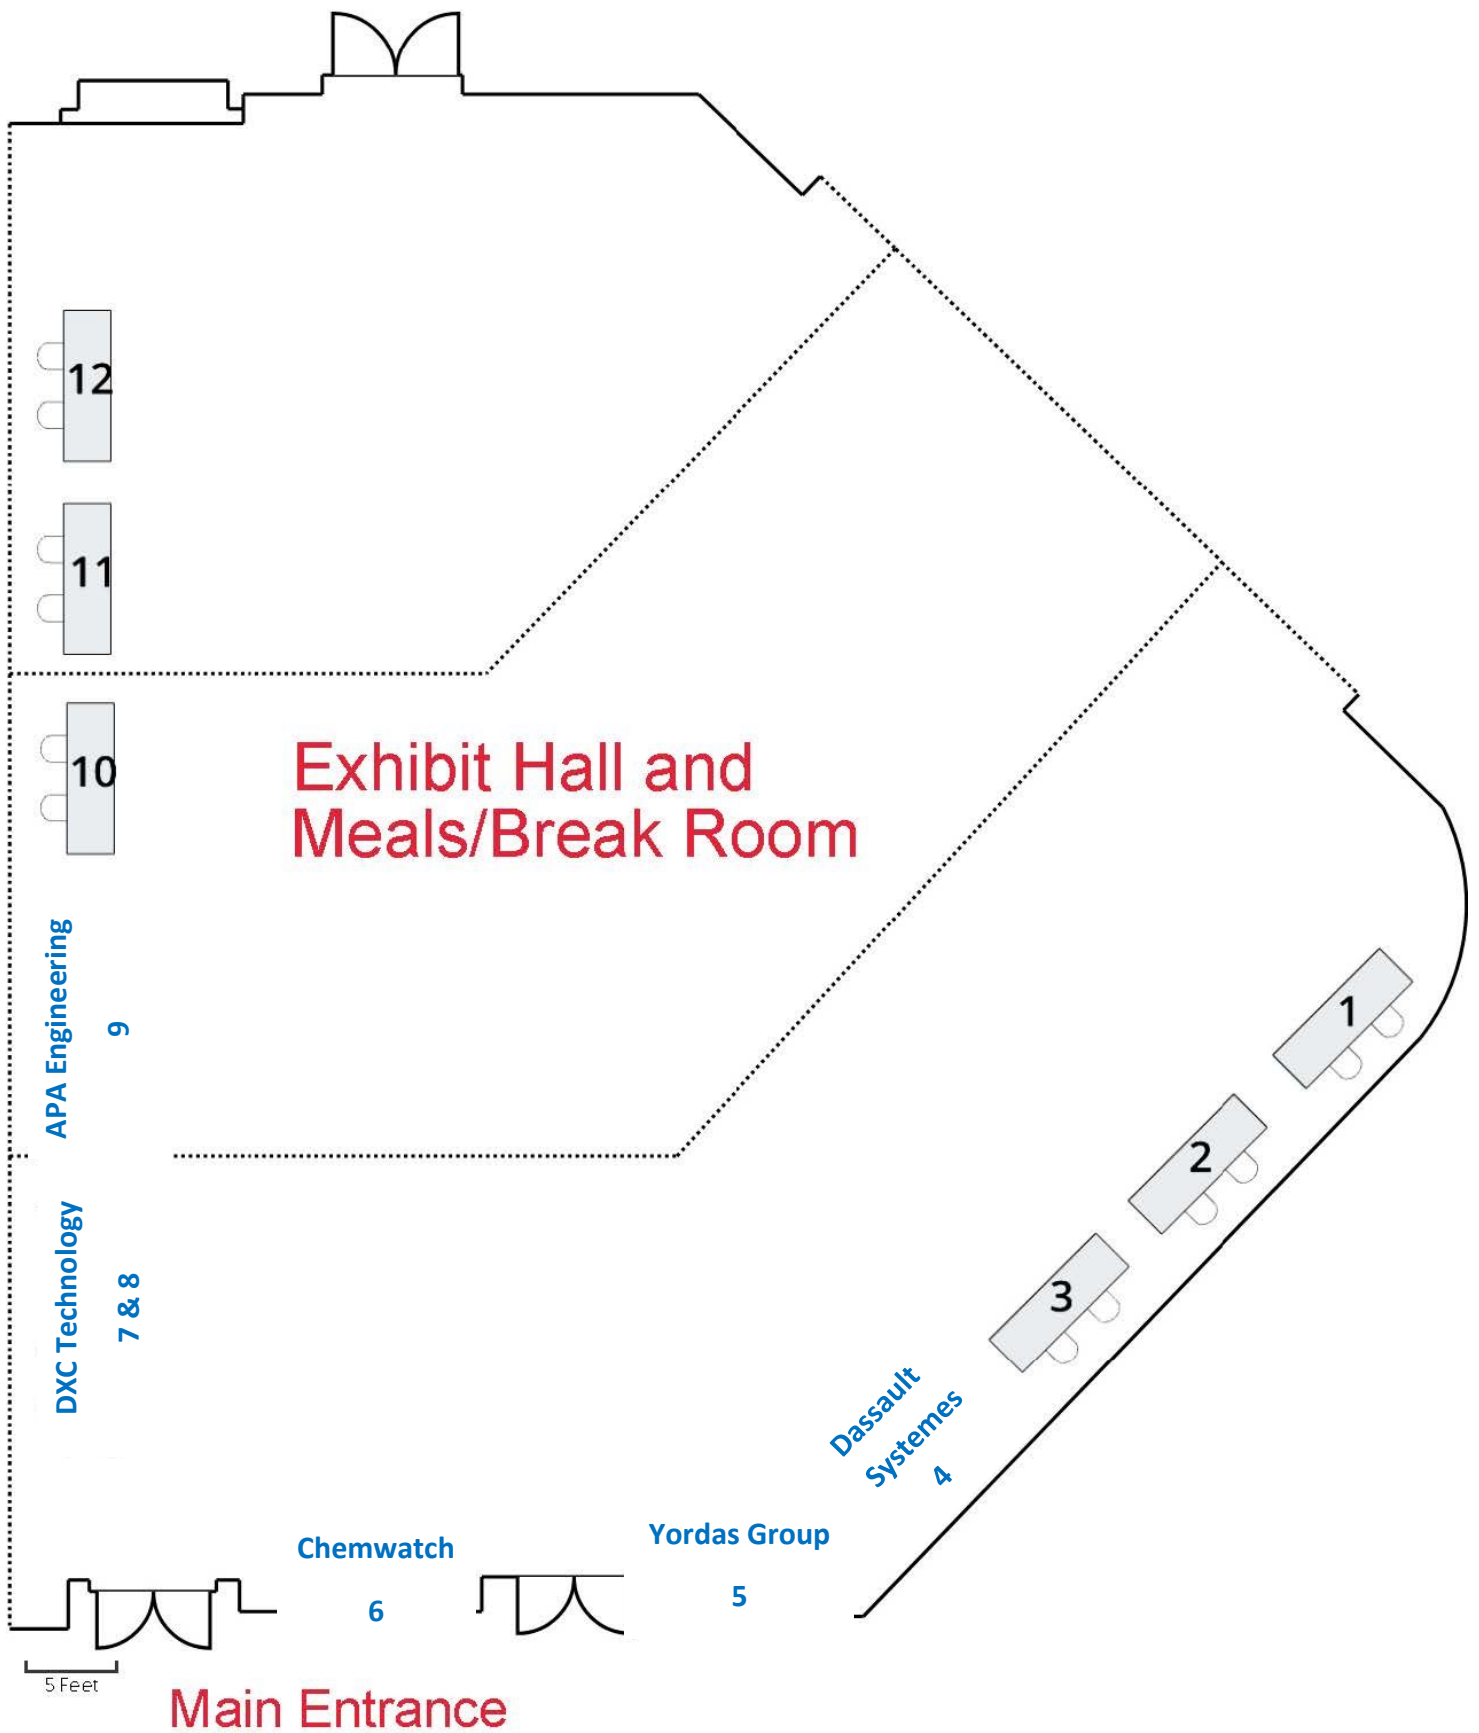 12
11
10
Exhibit Hall and
Meals/Break Room
APA Engineering
9
1
2
3
DXC Technology
7 & 8
Dassault
Systemes
4
Chemwatch
6
Yordas Group
5
5 Feet
Main Entrance